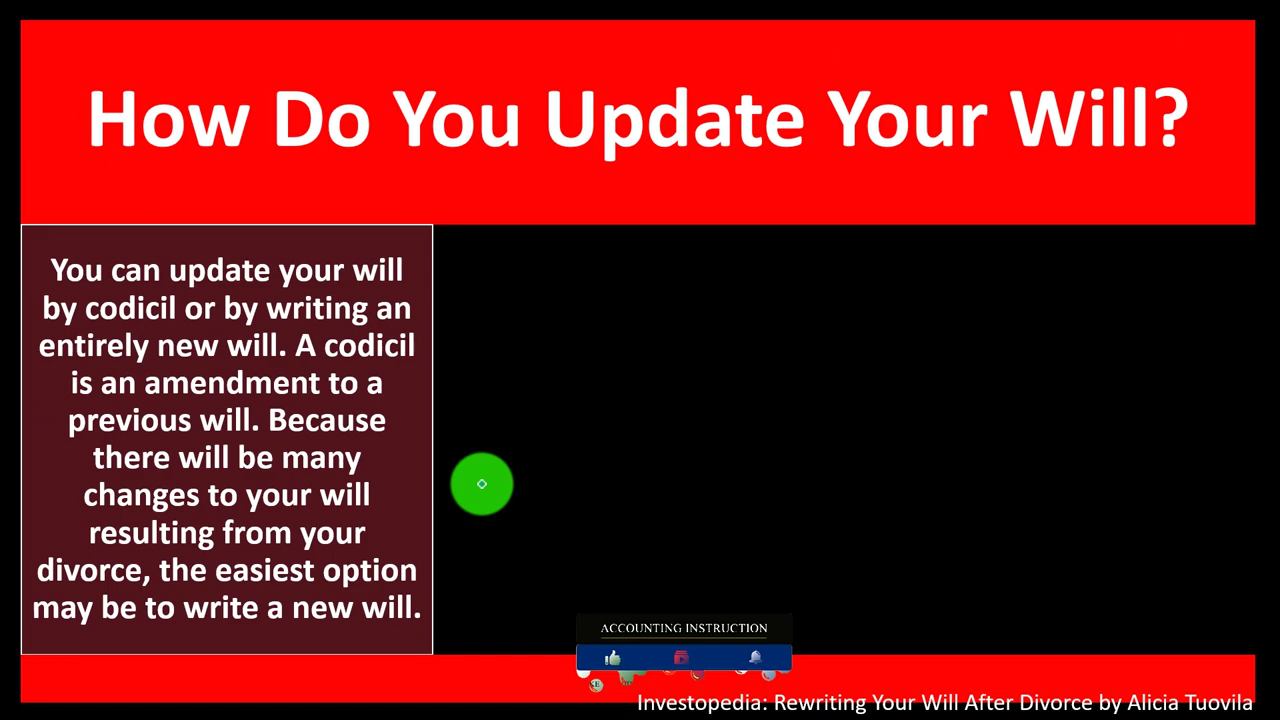 How Do You Update Your Will?
You can update your will
by codicil or by writing an
entirely new will. A codicil
is an amendment to a
previous will. Because
there will be many
changes to your will
resulting from your
divorce, the easiest option
may be to write a new will.
ACCOUNTING INSTRUCTION
Investopedia: Rewriting Your Will After Divorce by Alicia Tuovila